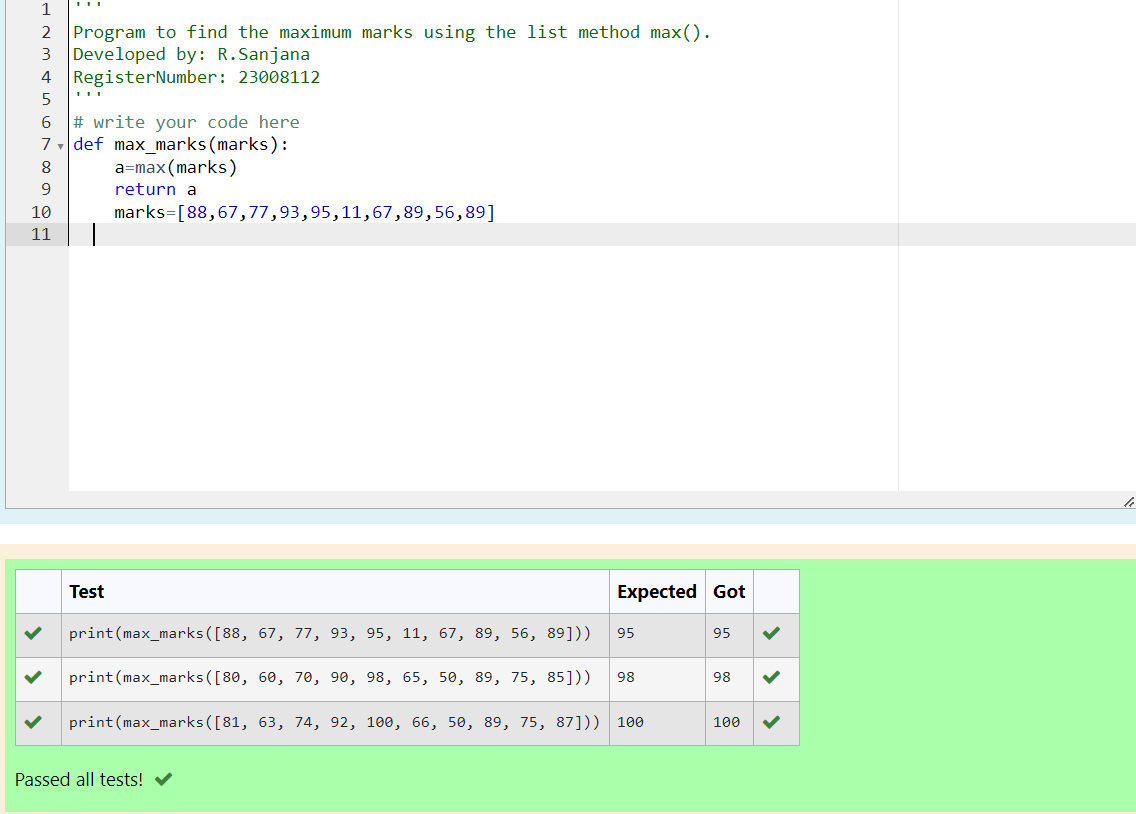 1 '''
2 Program to find the maximum marks using the list method max().
3 Developed by: R.Sanjana
4 RegisterNumber: 23008112
5 '''
6 # write your code here
7 def max_marks(marks):
8 a=max(marks)
9 return a
10 marks=[88,67,77,93,95,11,67,89,56,89]
11
Test Expected Got
print(max_marks([88, 67, 77, 93, 95, 11, 67, 89, 56, 89])) 95 95
print(max_marks([80, 60, 70, 90, 98, 65, 50, 89, 75, 85])) 98 98
print(max_marks([81, 63, 74, 92, 100, 66, 50, 89, 75, 87])) 100 100
Passed all tests!